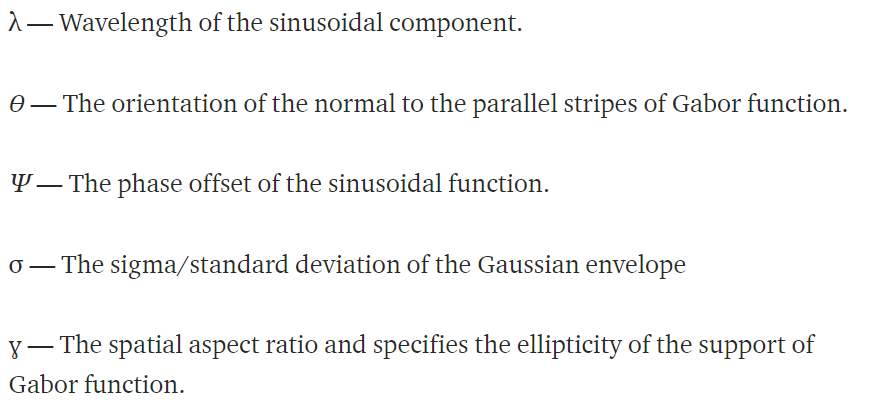 λ — Wavelength of the sinusoidal component.
θ — The orientation of the normal to the parallel stripes of Gabor function.
Ψ — The phase offset of the sinusoidal function.
σ — The sigma/standard deviation of the Gaussian envelope
ɣ — The spatial aspect ratio and specifies the ellipticity of the support of
Gabor function.